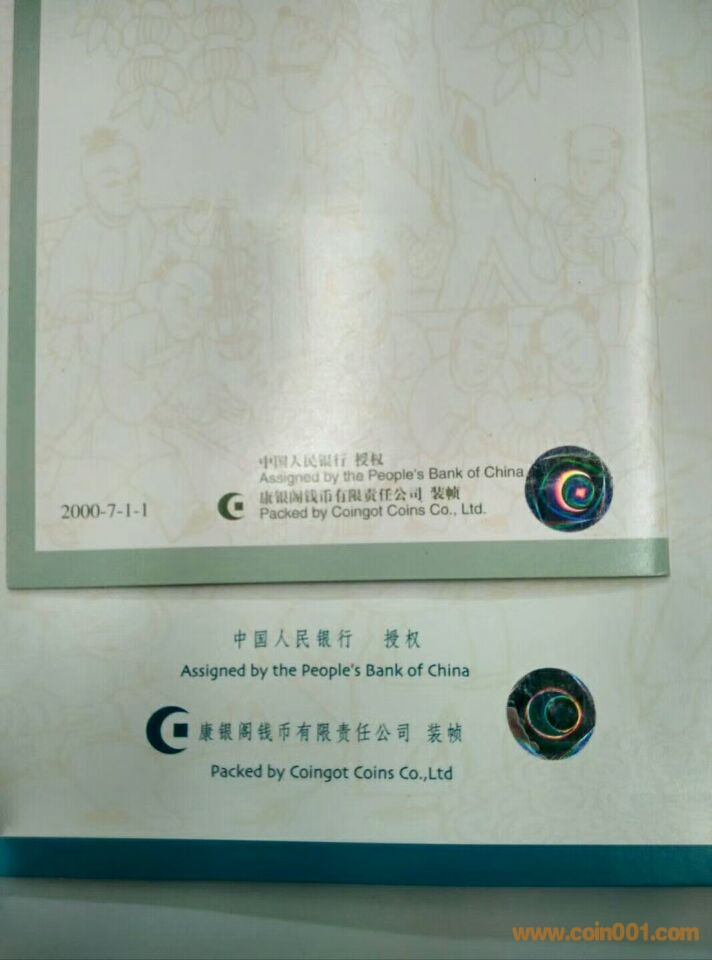 中国人民银行 授权
Assigned by the People's Bank of China
康银阁钱币有限责任公司 装帧
Packed by Coingot Coins Co., Ltd.
2000-7-1-1
中国人民银行 授权
Assigned by the People's Bank of China
康银阁钱币有限责任公司 装帧
Packed by Coingot Coins Co.,Ltd
www.coin001.com